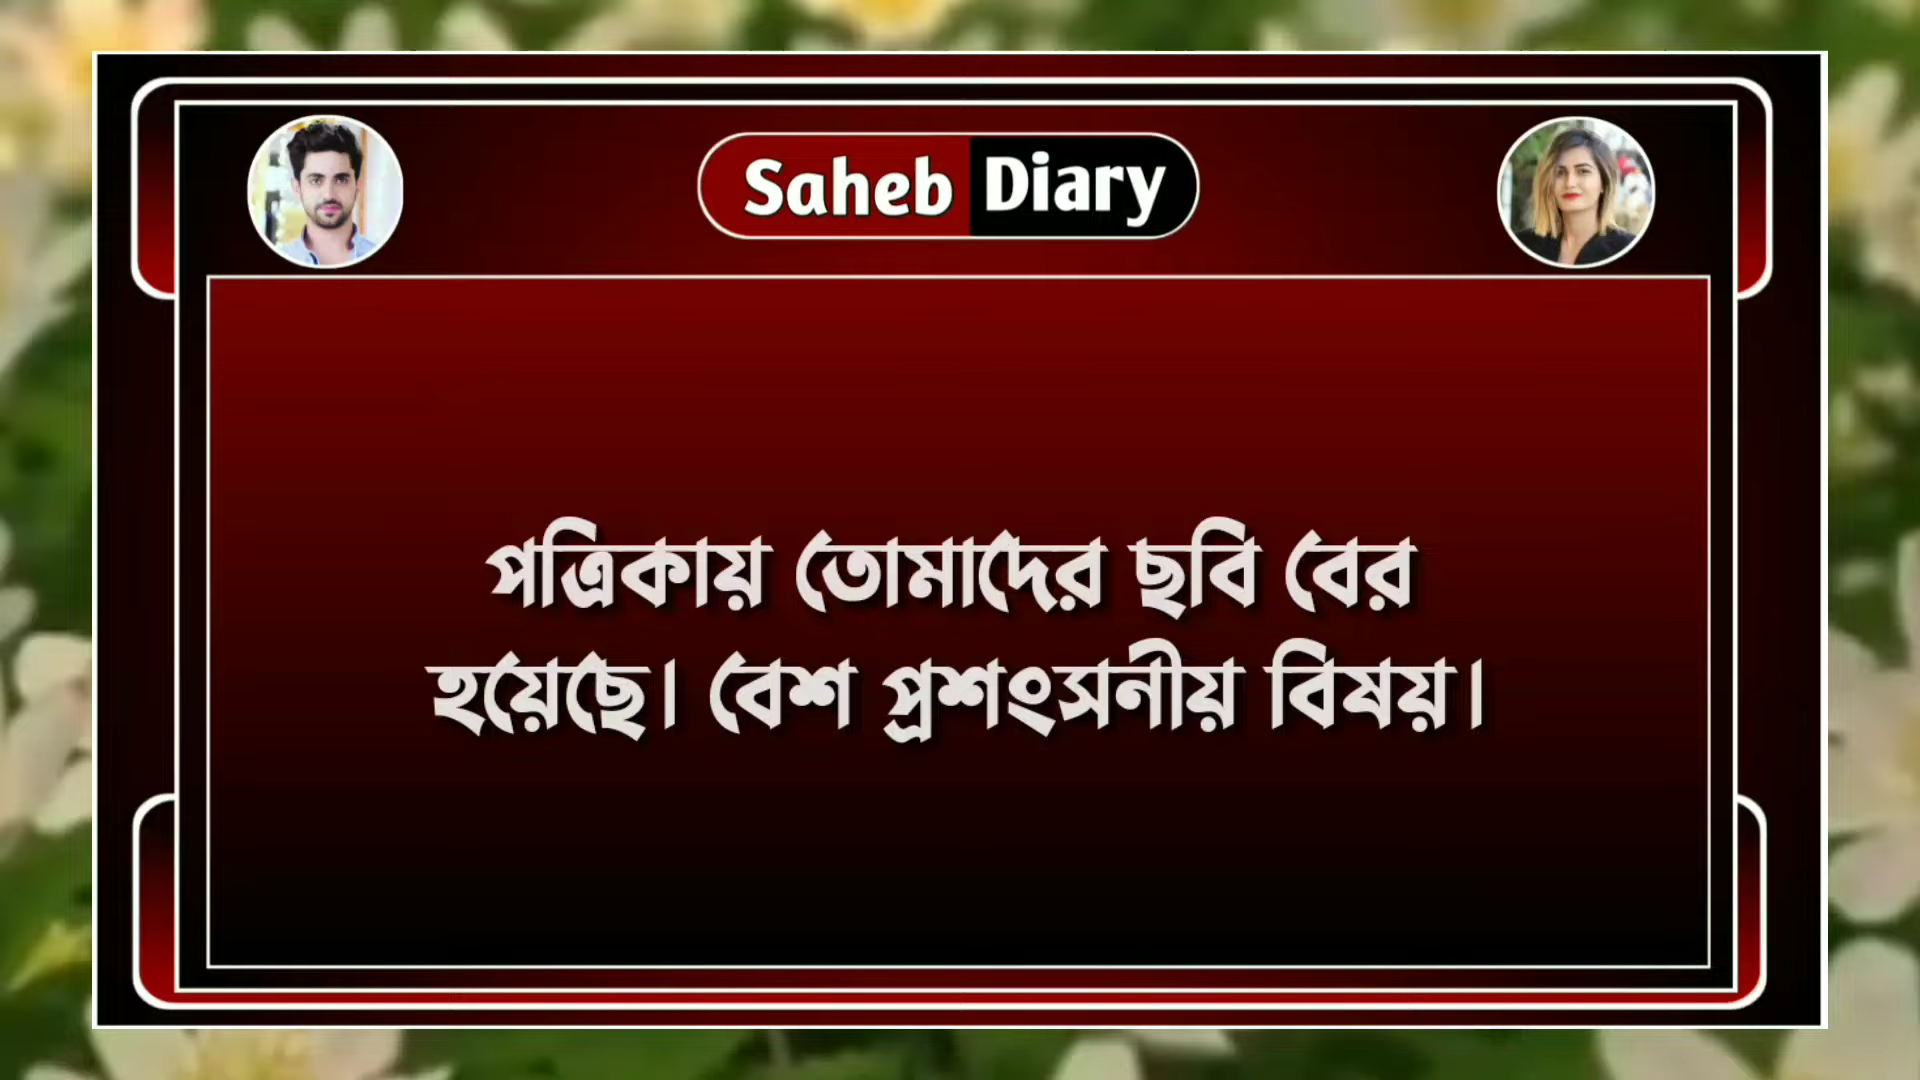 Saheb Diary
পত্রিকায় তোমাদের ছবি বের
হয়েছে। বেশ প্রশংসনীয় বিষয়।